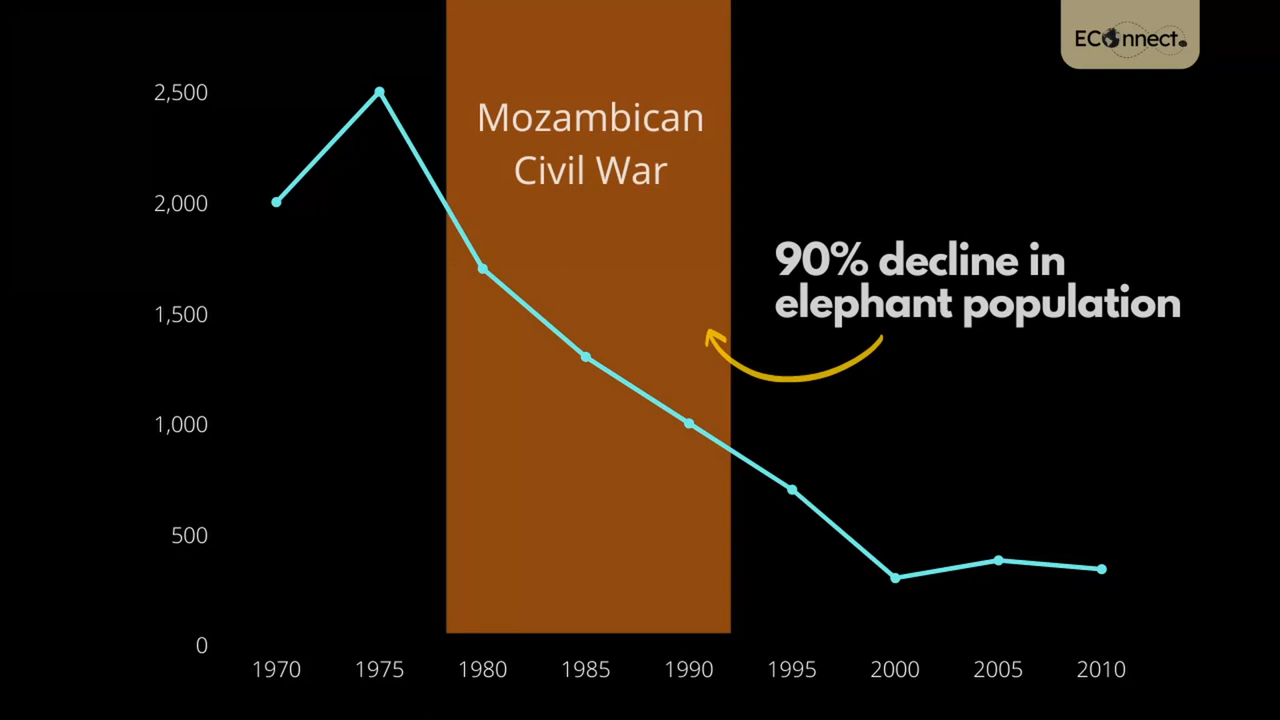 EConnect
2,500
Mozambican
Civil War
2,000
90% decline in
elephant population
1,500
1,000
500
0
1970 1975 1980 1985 1990 1995 2000 2005 2010